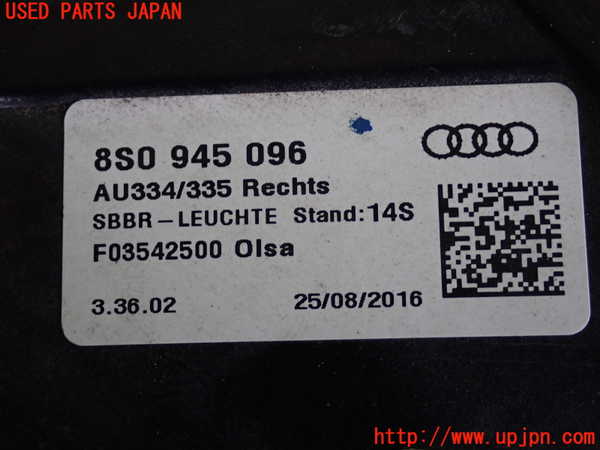 USED PARTS JAPAN
8S0 945 096
AU334/335 Rechts
SBBR-LEUCHTE Stand:14S
F03542500 Olsa
3.36.02 25/08/2016
https://www.upjpn.com/